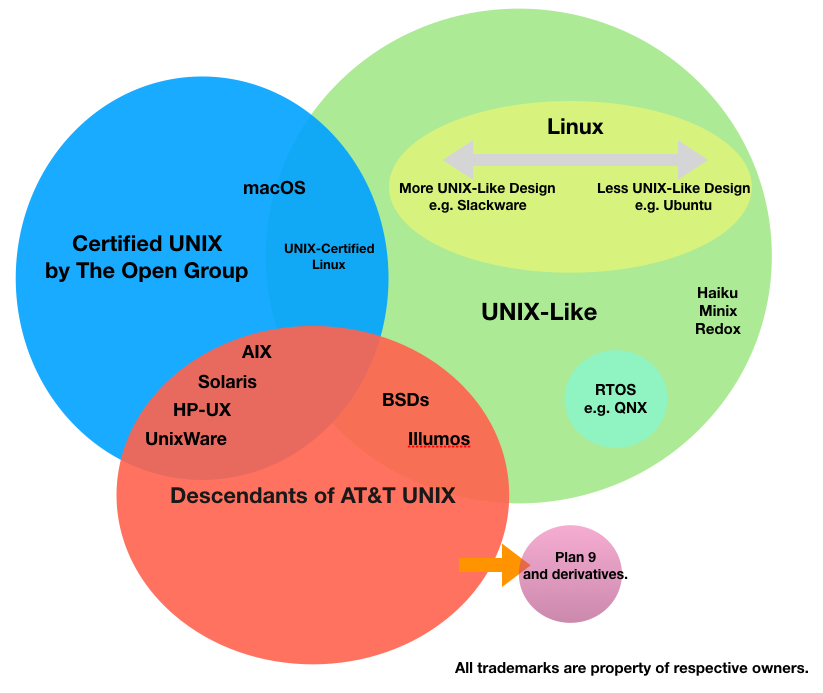 Linux
More UNIX-Like Design
e.g. Slackware
Less UNIX-Like Design
e.g. Ubuntu
macOS
Certified UNIX
by The Open Group
UNIX-Certified
Linux
UNIX-Like
Haiku
Minix
Redox
RTOS
e.g. QNX
AIX
Solaris
HP-UX
UnixWare
BSDs
Illumos
Descendants of AT&T UNIX
Plan 9
and derivatives.
All trademarks are property of respective owners.